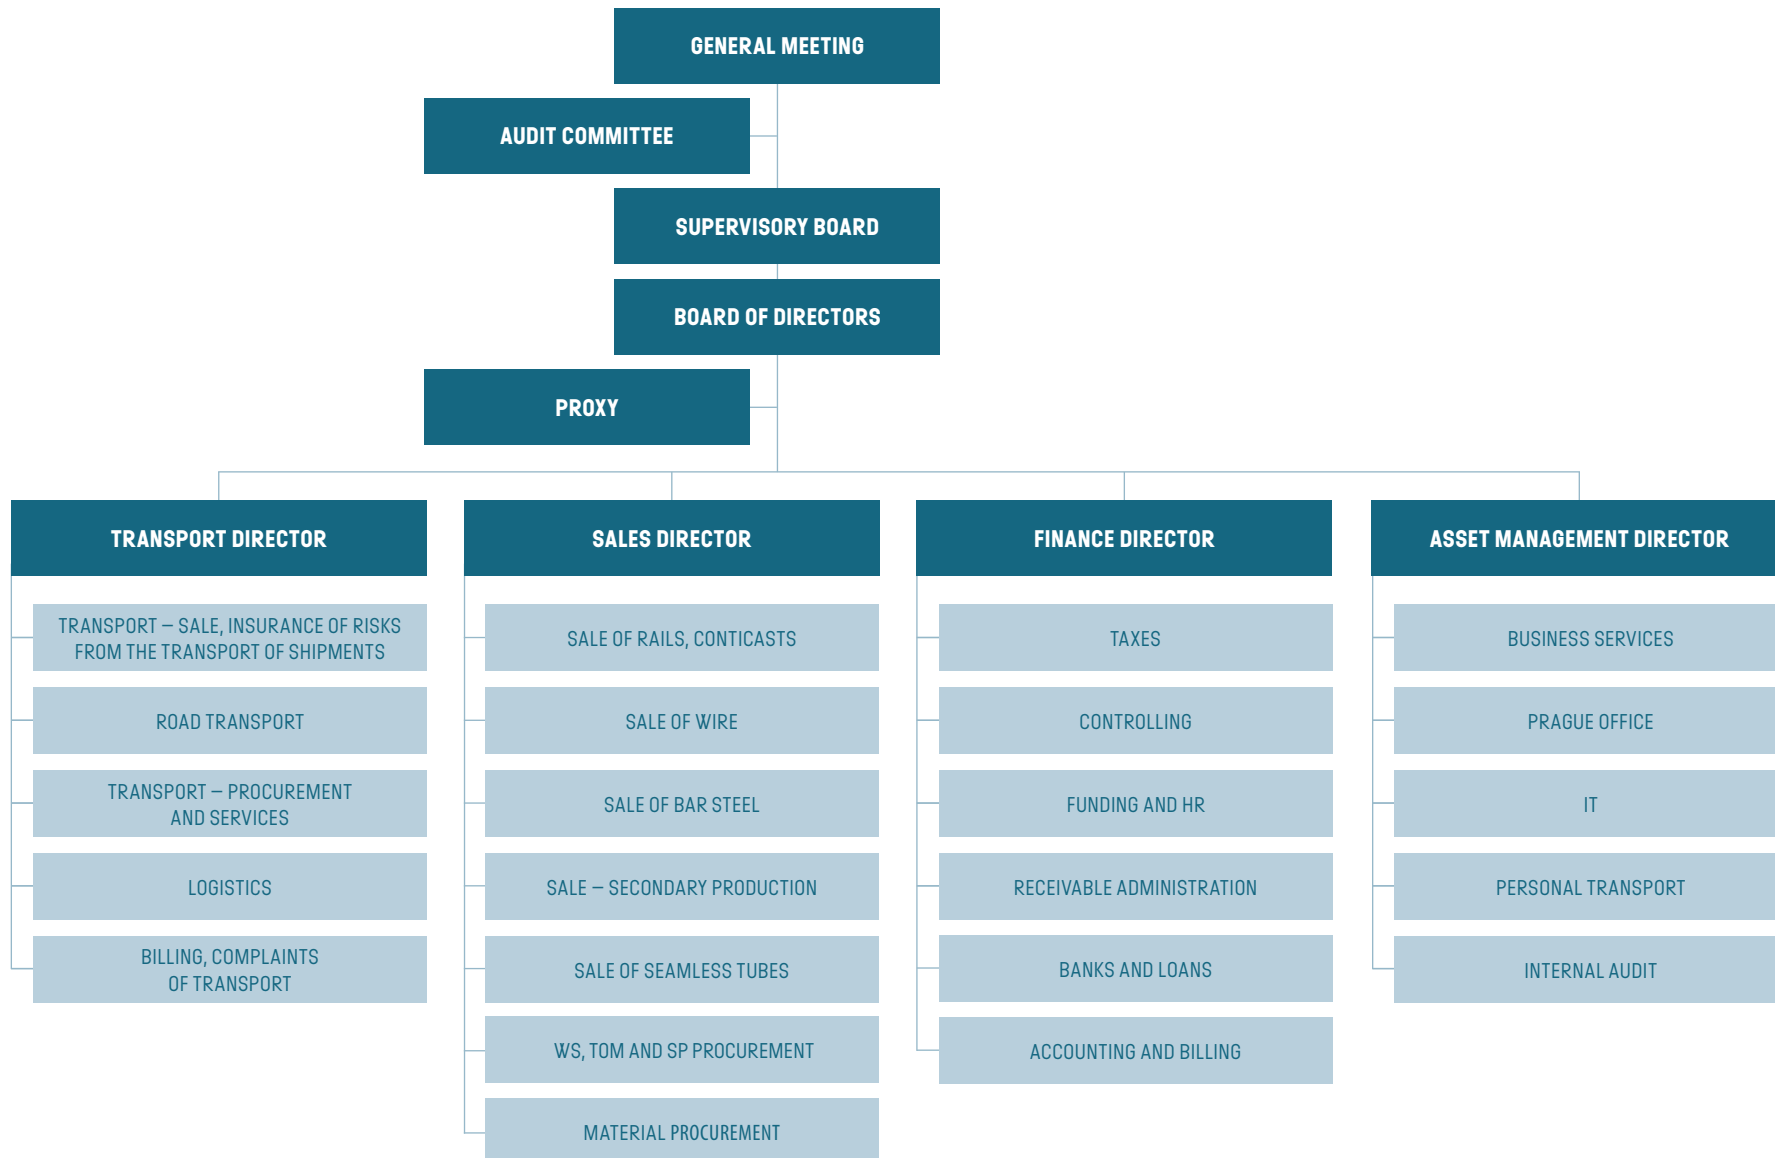 GENERAL MEETING
AUDIT COMMITTEE
SUPERVISORY BOARD
BOARD OF DIRECTORS
PROXY
TRANSPORT DIRECTOR
TRANSPORT – SALE, INSURANCE OF RISKS
FROM THE TRANSPORT OF SHIPMENTS
ROAD TRANSPORT
TRANSPORT – PROCUREMENT
AND SERVICES
LOGISTICS
BILLING, COMPLAINTS
OF TRANSPORT
SALES DIRECTOR
SALE OF RAILS, CONTICASTS
SALE OF WIRE
SALE OF BAR STEEL
SALE – SECONDARY PRODUCTION
SALE OF SEAMLESS TUBES
WS, TOM AND SP PROCUREMENT
MATERIAL PROCUREMENT
FINANCE DIRECTOR
TAXES
CONTROLLING
FUNDING AND HR
RECEIVABLE ADMINISTRATION
BANKS AND LOANS
ACCOUNTING AND BILLING
ASSET MANAGEMENT DIRECTOR
BUSINESS SERVICES
PRAGUE OFFICE
IT
PERSONAL TRANSPORT
INTERNAL AUDIT